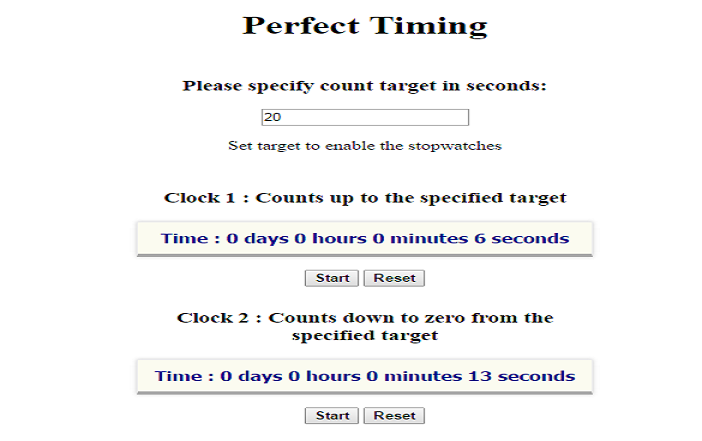 Perfect Timing
Please specify count target in seconds:
20
Set target to enable the stopwatches
Clock 1 : Counts up to the specified target
Time : 0 days 0 hours 0 minutes 6 seconds
Start Reset
Clock 2 : Counts down to zero from the
specified target
Time : 0 days 0 hours 0 minutes 13 seconds
Start Reset